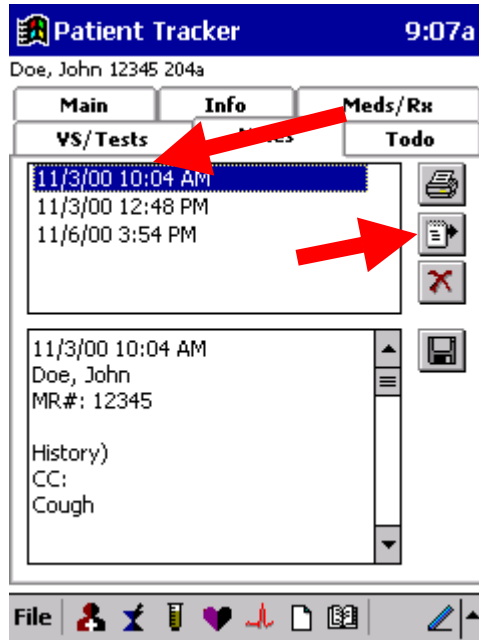 Patient Tracker 9:07a
Doe, John 12345 204a
Main Info Meds/Rx
VS/Tests Todo
11/3/00 10:04 AM
11/3/00 12:48 PM
11/6/00 3:54 PM
11/3/00 10:04 AM
Doe, John
MR#: 12345
History)
CC:
Cough
File